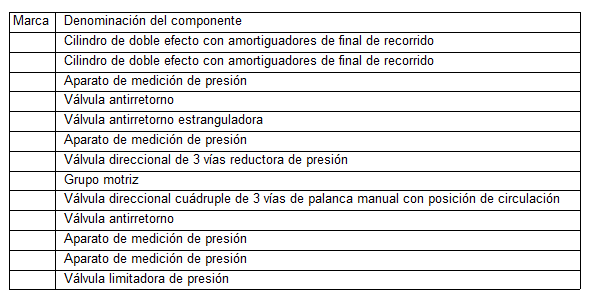 Marca Denominación del componente
Cilindro de doble efecto con amortiguadores de final de recorrido
Cilindro de doble efecto con amortiguadores de final de recorrido
Aparato de medición de presión
Válvula antirretorno
Válvula antirretorno estranguladora
Aparato de medición de presión
Válvula direccional de 3 vías reductora de presión
Grupo motriz
Válvula direccional cuádruple de 3 vías de palanca manual con posición de circulación
Válvula antirretorno
Aparato de medición de presión
Aparato de medición de presión
Válvula limitadora de presión